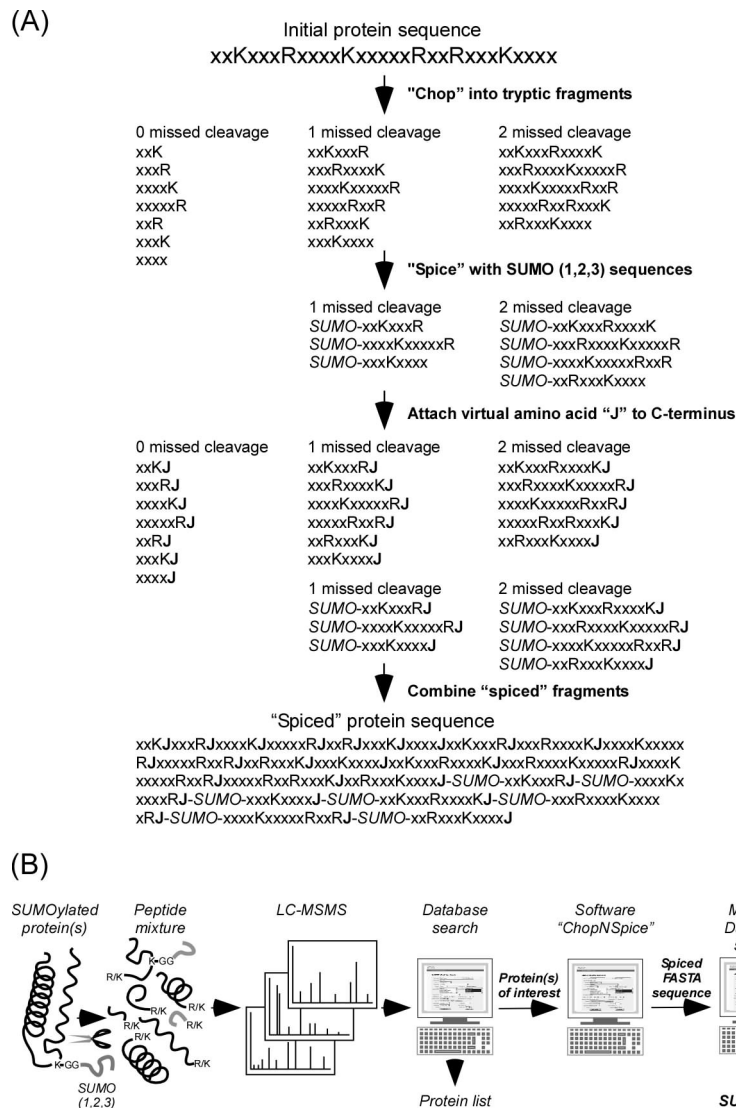 (A)
Initial protein sequence
xxKxxxRxxxxKxxxxxRxxRxxxKxxxx
"Chop" into tryptic fragments
0 missed cleavage 1 missed cleavage 2 missed cleavage
xxK xxKxxxR xxKxxxRxxxxK
xxxR xxxRxxxxK xxxRxxxxKxxxxxR
xxxxK xxxxKxxxxxR xxxxKxxxxxRxxR
xxxxxR xxxxxRxxR xxxxxRxxRxxxK
xxR xxRxxxK xxRxxxKxxxx
xxxK xxxKxxxx
xxxx
"Spice" with SUMO (1,2,3) sequences
1 missed cleavage 2 missed cleavage
SUMO-xxKxxxR SUMO-xxKxxxRxxxxK
SUMO-xxxxKxxxxxR SUMO-xxxRxxxxKxxxxxR
SUMO-xxxKxxxx SUMO-xxxxKxxxxxRxxR
SUMO-xxRxxxKxxxx
Attach virtual amino acid "J" to C-terminus
0 missed cleavage 1 missed cleavage 2 missed cleavage
xxKJ xxKxxxRJ xxKxxxRxxxxKJ
xxxRJ xxxRxxxxKJ xxxRxxxxKxxxxxRJ
xxxxKJ xxxxKxxxxxRJ xxxxKxxxxxRxxRJ
xxxxxRJ xxxxxRxxRJ xxxxxRxxRxxxKJ
xxRJ xxRxxxKJ xxRxxxKxxxxJ
xxxKJ xxxKxxxxJ
xxxxJ
1 missed cleavage 2 missed cleavage
SUMO-xxKxxxRJ SUMO-xxKxxxRxxxxKJ
SUMO-xxxxKxxxxxRJ SUMO-xxxRxxxxKxxxxxRJ
SUMO-xxxKxxxxJ SUMO-xxxxKxxxxxRxxRJ
SUMO-xxRxxxKxxxxJ
Combine "spiced" fragments
"Spiced" protein sequence
xxKJxxxRJxxxxKJxxxxxRJxxRJxxxKJxxxxJxxKxxxRJxxxRxxxxKJxxxxKxxxxx
RJxxxxxRxxRJxxRxxxKJxxxKxxxxJxxKxxxRxxxxKJxxxRxxxxKxxxxxRJxxxxK
xxxxxRxxRJxxxxxRxxRxxxKJxxRxxxKxxxxJ-SUMO-xxKxxxRJ-SUMO-xxxxKx
xxxxRJ-SUMO-xxxKxxxxJ-SUMO-xxKxxxRxxxxKJ-SUMO-xxxRxxxxKxxxx
xRJ-SUMO-xxxxKxxxxxRxxRJ-SUMO-xxRxxxKxxxxJ
(B)
SUMOylated Peptide LC-MSMS Database Software
protein(s) mixture search "ChopNSpice"
K-GG
R/K
R/K
R/K
R/K
R/K
R/K
K-GG
SUMO
(1,2,3)
Protein(s)
of interest
Spiced
FASTA
sequence
Protein list